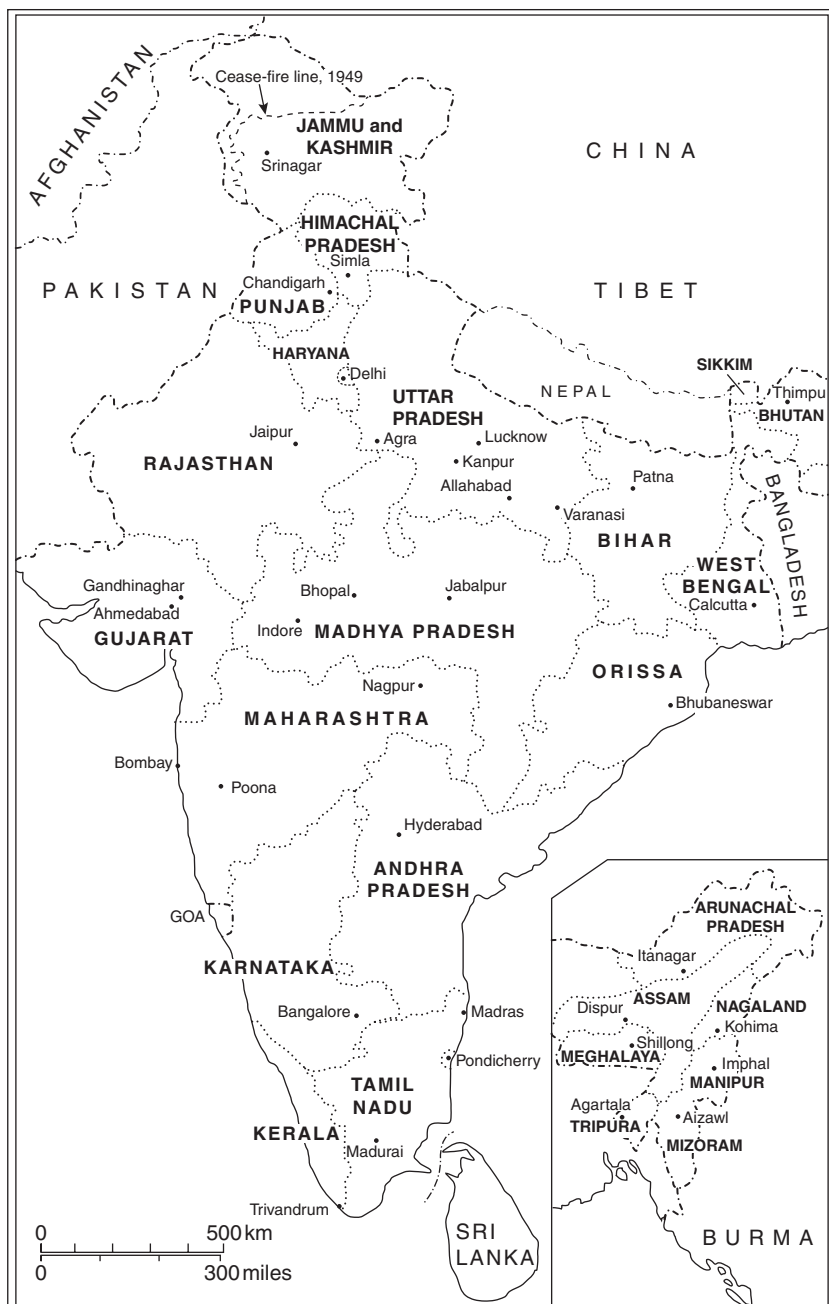 AFGHANISTAN
Cease-fire line, 1949
JAMMU and
KASHMIR
Srinagar
CHINA
HIMACHAL
PRADESH
Simla
PAKISTAN
Chandigarh
PUNJAB
TIBET
HARYANA
Delhi
SIKKIM
NEPAL
Thimpu
BHUTAN
UTTAR
PRADESH
Jaipur
Agra
Lucknow
RAJASTHAN
Kanpur
Allahabad
Patna
Varanasi
BIHAR
BANGLADESH
WEST
BENGAL
Calcutta
Gandhinaghar
Ahmedabad
GUJARAT
Bhopal
Jabalpur
Indore
MADHYA PRADESH
ORISSA
Nagpur
Bhubaneswar
MAHARASHTRA
Bombay
Poona
Hyderabad
ANDHRA
PRADESH
GOA
KARNATAKA
Bangalore
Madras
Pondicherry
TAMIL
NADU
KERALA
Madurai
Trivandrum
SRI
LANKA
0 500 km
0 300 miles
ARUNACHAL
PRADESH
Itanagar
ASSAM
Dispur
NAGALAND
Kohima
Shillong
MEGHALAYA
Imphal
MANIPUR
Agartala
TRIPURA
Aizawl
MIZORAM
BURMA